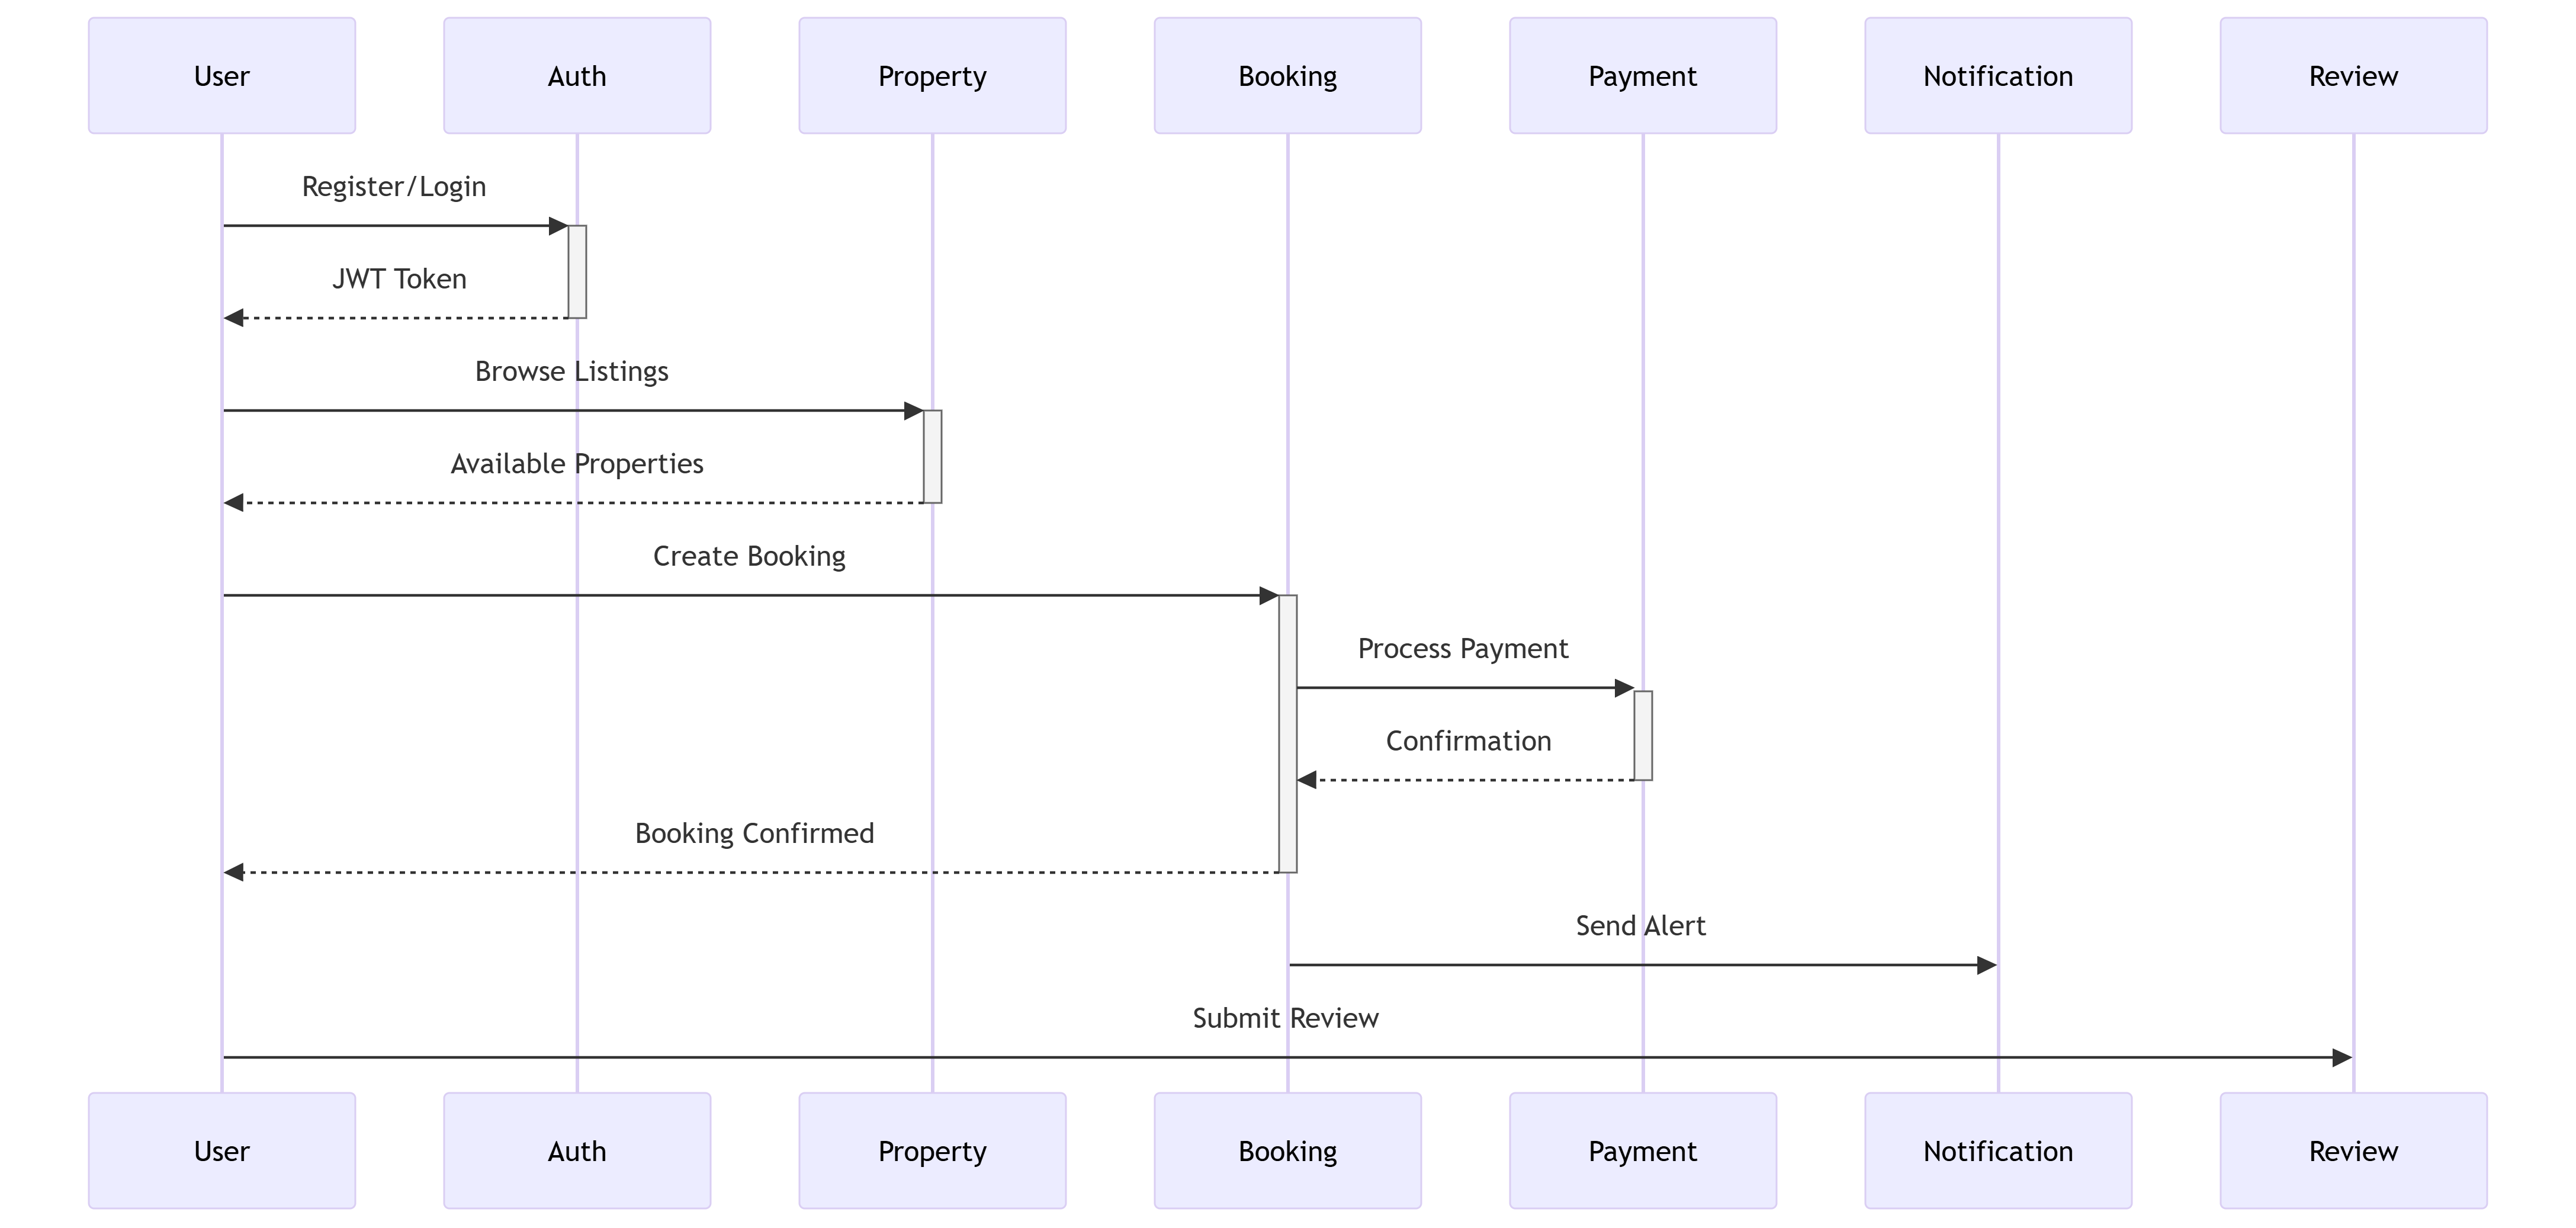 User
Auth
Property
Booking
Payment
Notification
Review
Register/Login
JWT Token
Browse Listings
Available Properties
Create Booking
Process Payment
Confirmation
Booking Confirmed
Send Alert
Submit Review
User
Auth
Property
Booking
Payment
Notification
Review